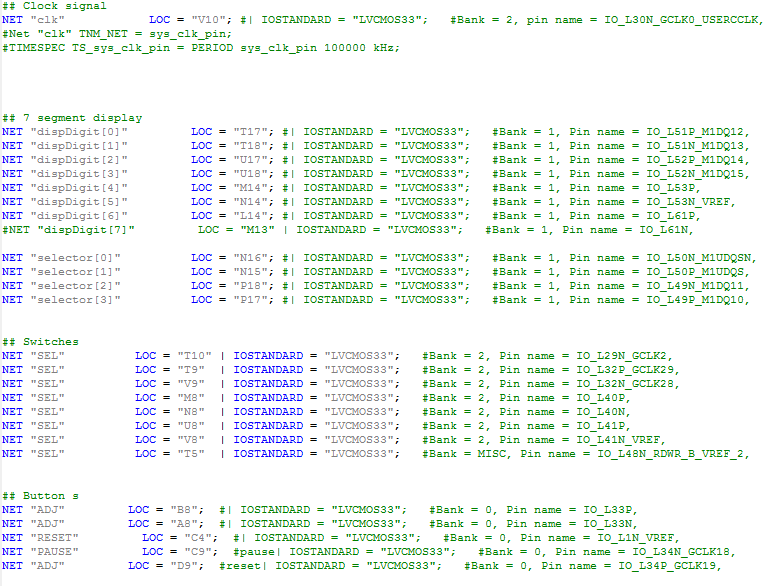 ## Clock signal
NET "clk" LOC = "V10"; #| IOSTANDARD = "LVCMOS33"; #Bank = 2, pin name = IO_L30N_GCLK0_USERCCLK,
#Net "clk" TNM_NET = sys_clk_pin;
#TIMESPEC TS_sys_clk_pin = PERIOD sys_clk_pin 100000 kHz;
## 7 segment display
NET "dispDigit[0]" LOC = "T17"; #| IOSTANDARD = "LVCMOS33"; #Bank = 1, Pin name = IO_L51P_M1DQ12,
NET "dispDigit[1]" LOC = "T18"; #| IOSTANDARD = "LVCMOS33"; #Bank = 1, Pin name = IO_L51N_M1DQ13,
NET "dispDigit[2]" LOC = "U17"; #| IOSTANDARD = "LVCMOS33"; #Bank = 1, Pin name = IO_L52P_M1DQ14,
NET "dispDigit[3]" LOC = "U18"; #| IOSTANDARD = "LVCMOS33"; #Bank = 1, Pin name = IO_L52N_M1DQ15,
NET "dispDigit[4]" LOC = "M14"; #| IOSTANDARD = "LVCMOS33"; #Bank = 1, Pin name = IO_L53P,
NET "dispDigit[5]" LOC = "N14"; #| IOSTANDARD = "LVCMOS33"; #Bank = 1, Pin name = IO_L53N_VREF,
NET "dispDigit[6]" LOC = "L14"; #| IOSTANDARD = "LVCMOS33"; #Bank = 1, Pin name = IO_L61P,
#NET "dispDigit[7]" LOC = "M13" | IOSTANDARD = "LVCMOS33"; #Bank = 1, Pin name = IO_L61N,
NET "selector[0]" LOC = "N16"; #| IOSTANDARD = "LVCMOS33"; #Bank = 1, Pin name = IO_L50N_M1UDQSN,
NET "selector[1]" LOC = "N15"; #| IOSTANDARD = "LVCMOS33"; #Bank = 1, Pin name = IO_L50P_M1UDQS,
NET "selector[2]" LOC = "P18"; #| IOSTANDARD = "LVCMOS33"; #Bank = 1, Pin name = IO_L49N_M1DQ11,
NET "selector[3]" LOC = "P17"; #| IOSTANDARD = "LVCMOS33"; #Bank = 1, Pin name = IO_L49P_M1DQ10,
## Switches
NET "SEL" LOC = "T10" | IOSTANDARD = "LVCMOS33"; #Bank = 2, Pin name = IO_L29N_GCLK2,
NET "SEL" LOC = "T9" | IOSTANDARD = "LVCMOS33"; #Bank = 2, Pin name = IO_L32P_GCLK29,
NET "SEL" LOC = "V9" | IOSTANDARD = "LVCMOS33"; #Bank = 2, Pin name = IO_L32N_GCLK28,
NET "SEL" LOC = "M8" | IOSTANDARD = "LVCMOS33"; #Bank = 2, Pin name = IO_L40P,
NET "SEL" LOC = "N8" | IOSTANDARD = "LVCMOS33"; #Bank = 2, Pin name = IO_L40N,
NET "SEL" LOC = "U8" | IOSTANDARD = "LVCMOS33"; #Bank = 2, Pin name = IO_L41P,
NET "SEL" LOC = "V8" | IOSTANDARD = "LVCMOS33"; #Bank = 2, Pin name = IO_L41N_VREF,
NET "SEL" LOC = "T5" | IOSTANDARD = "LVCMOS33"; #Bank = MISC, Pin name = IO_L48N_RDWR_B_VREF_2,
## Button s
NET "ADJ" LOC = "B8"; #| IOSTANDARD = "LVCMOS33"; #Bank = 0, Pin name = IO_L33P,
NET "ADJ" LOC = "A8"; #| IOSTANDARD = "LVCMOS33"; #Bank = 0, Pin name = IO_L33N,
NET "RESET" LOC = "C4"; #| IOSTANDARD = "LVCMOS33"; #Bank = 0, Pin name = IO_L1N_VREF,
NET "PAUSE" LOC = "C9"; #pause| IOSTANDARD = "LVCMOS33"; #Bank = 0, Pin name = IO_L34N_GCLK18,
NET "ADJ" LOC = "D9"; #reset| IOSTANDARD = "LVCMOS33"; #Bank = 0, Pin name = IO_L34P_GCLK19,